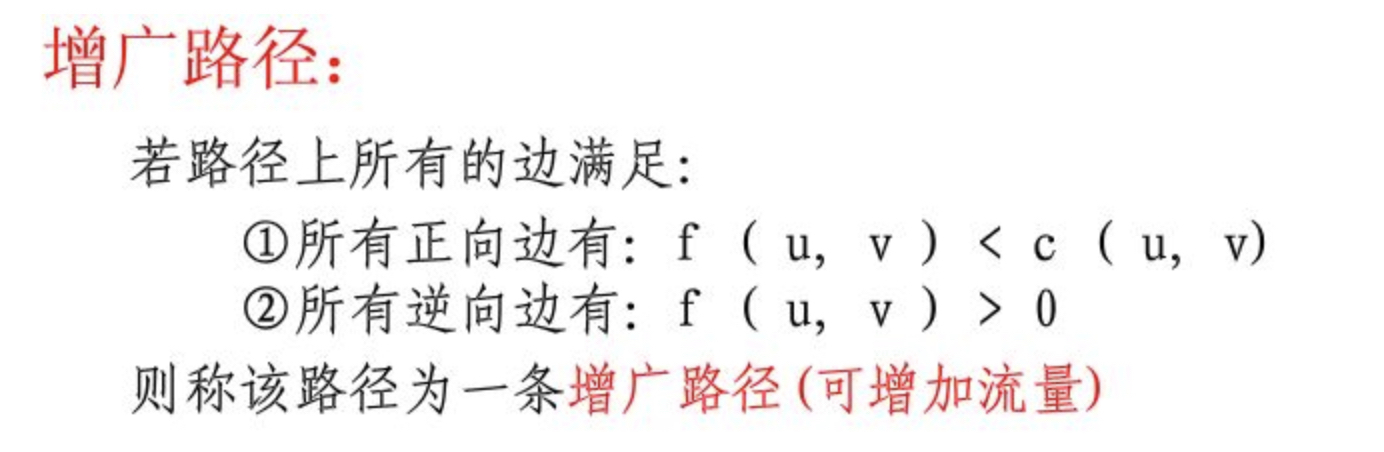 增广路径：
若路径上所有的边满足：
①所有正向边有：f ( u, v ) < c ( u, v)
②所有逆向边有：f ( u, v ) > 0
则称该路径为一条增广路径(可增加流量)